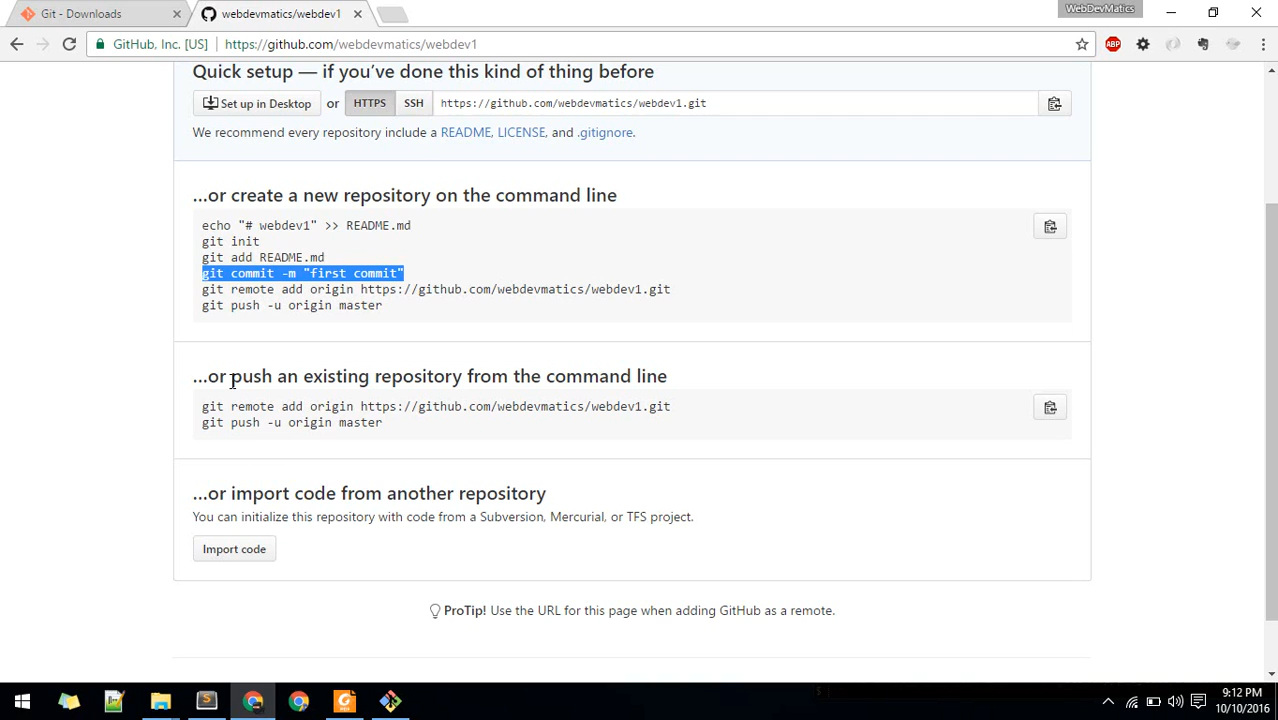 Git - Downloads
webdevmatics/webdev1
WebDevMatics
GitHub, Inc. [US]
https://github.com/webdevmatics/webdev1
ABP
Quick setup — if you've done this kind of thing before
Set up in Desktop or HTTPS SSH https://github.com/webdevmatics/webdev1.git
We recommend every repository include a README, LICENSE, and .gitignore.
…or create a new repository on the command line
echo "# webdev1" >> README.md
git init
git add README.md
git commit -m "first commit"
git remote add origin https://github.com/webdevmatics/webdev1.git
git push -u origin master
…or push an existing repository from the command line
git remote add origin https://github.com/webdevmatics/webdev1.git
git push -u origin master
…or import code from another repository
You can initialize this repository with code from a Subversion, Mercurial, or TFS project.
Import code
ProTip! Use the URL for this page when adding GitHub as a remote.
9:12 PM
10/10/2016